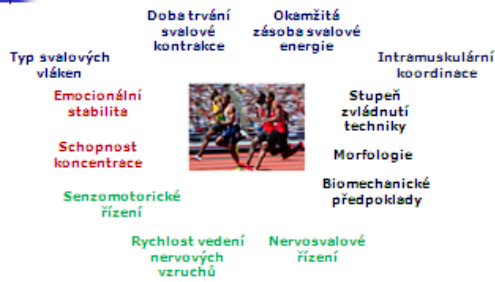 Doba trvání
svalové
kontrakce
Okamžitá
zásoba svalové
energie
Typ svalových
vláken
Intramuskulární
koordinace
Emocionální
stabilita
Stupeň
zvládnutí
techniky
Schopnost
koncentrace
Morfologie
Senzomotorické
řízení
Biomechanické
předpoklady
Rychlost vedení
nervových
vzruchů
Nervosvalové
řízení